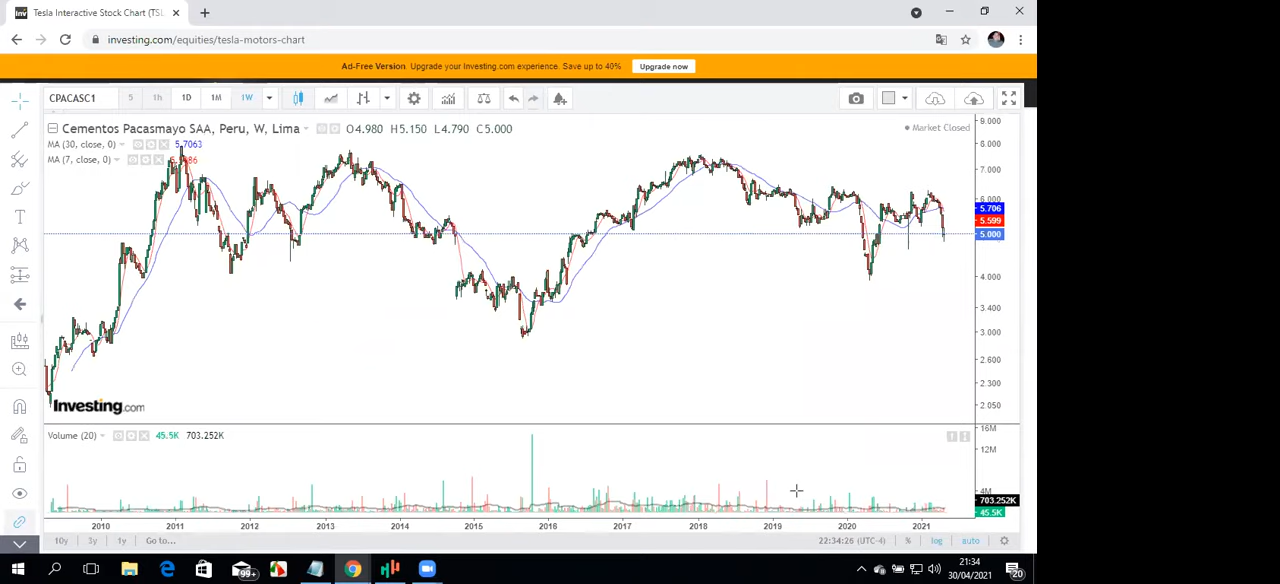 Tesla Interactive Stock Chart (TSL
investing.com/equities/tesla-motors-chart
Ad-Free Version. Upgrade your Investing.com experience. Save up to 40% Upgrade now
CPACASC1 5 1h 1D 1M 1W
Cementos Pacasmayo SAA, Peru, W, Lima O4.980 H5.150 L4.790 C5.000
Market Closed
MA (30, close, 0) 5.7063
MA (7, close, 0)
9.000
8.000
7.000
6.000
5.706
5.599
5.000
4.000
3.400
3.000
2.600
2.300
2.050
Investing.com
Volume (20) 45.5K 703.252K
16M
12M
4M
703.252K
45.5K
2010 2011 2012 2013 2014 2015 2016 2017 2018 2019 2020 2021
10y 3y 1y Go to... 22:34:26 (UTC-4) % log auto
99+
21:34
30/04/2021
20